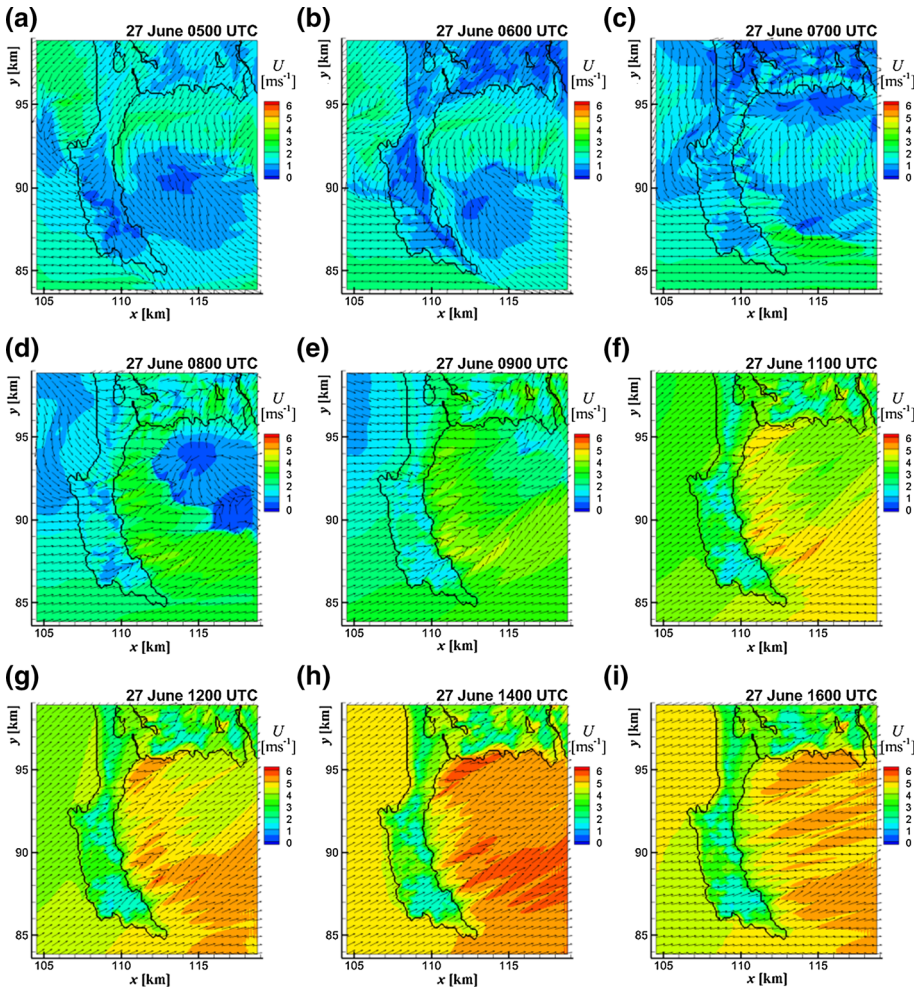 (a)
27 June 0500 UTC
y [km]
95
90
85
105 110 115
x [km]
U
[ms-1]
6
5
4
3
2
1
0
(b)
27 June 0600 UTC
y [km]
95
90
85
105 110 115
x [km]
U
[ms-1]
6
5
4
3
2
1
0
(c)
27 June 0700 UTC
y [km]
95
90
85
105 110 115
x [km]
U
[ms-1]
6
5
4
3
2
1
0
(d)
27 June 0800 UTC
y [km]
95
90
85
105 110 115
x [km]
U
[ms-1]
6
5
4
3
2
1
0
(e)
27 June 0900 UTC
y [km]
95
90
85
105 110 115
x [km]
U
[ms-1]
6
5
4
3
2
1
0
(f)
27 June 1100 UTC
y [km]
95
90
85
105 110 115
x [km]
U
[ms-1]
6
5
4
3
2
1
0
(g)
27 June 1200 UTC
y [km]
95
90
85
105 110 115
x [km]
U
[ms-1]
6
5
4
3
2
1
0
(h)
27 June 1400 UTC
y [km]
95
90
85
105 110 115
x [km]
U
[ms-1]
6
5
4
3
2
1
0
(i)
27 June 1600 UTC
y [km]
95
90
85
105 110 115
x [km]
U
[ms-1]
6
5
4
3
2
1
0